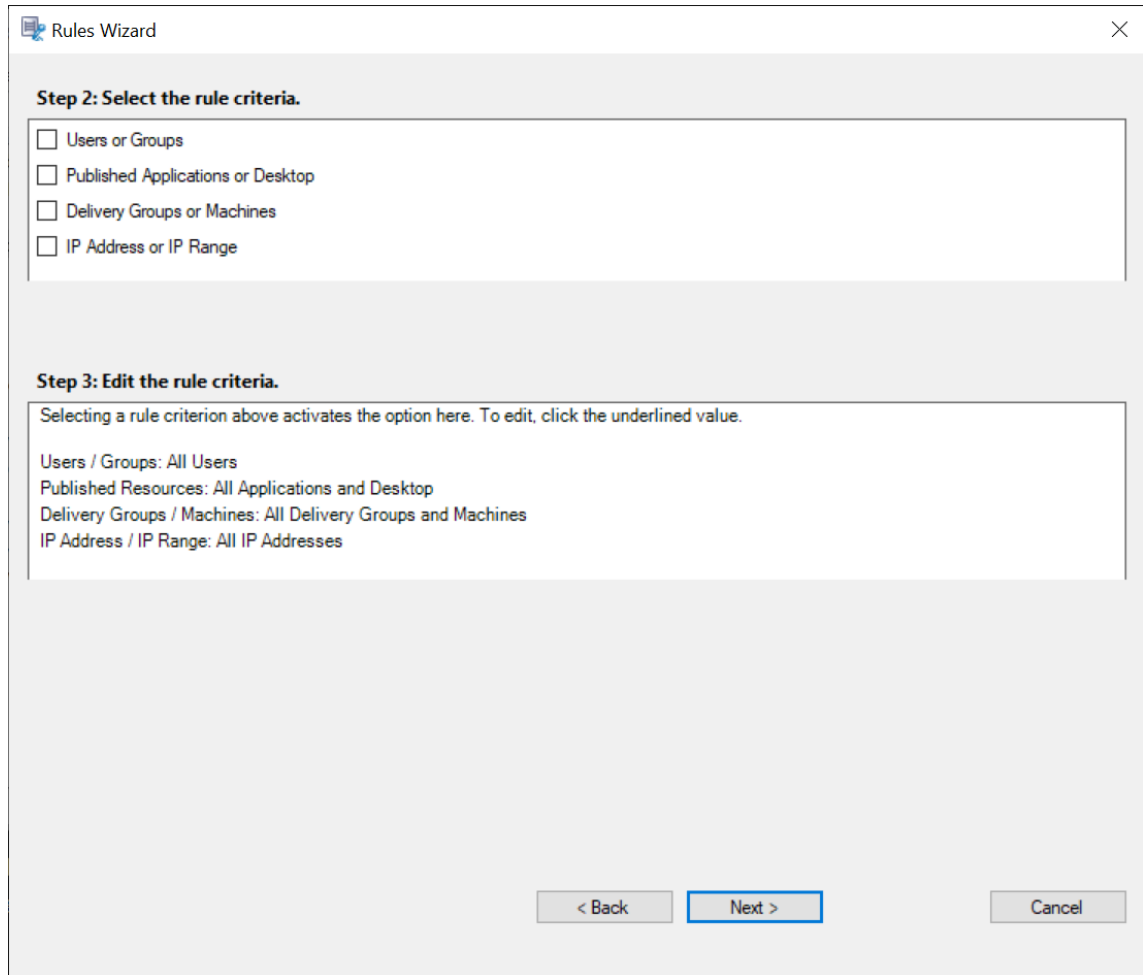 Rules Wizard
Step 2: Select the rule criteria.
Users or Groups
Published Applications or Desktop
Delivery Groups or Machines
IP Address or IP Range
Step 3: Edit the rule criteria.
Selecting a rule criterion above activates the option here. To edit, click the underlined value.
Users / Groups: All Users
Published Resources: All Applications and Desktop
Delivery Groups / Machines: All Delivery Groups and Machines
IP Address / IP Range: All IP Addresses
< Back Next > Cancel